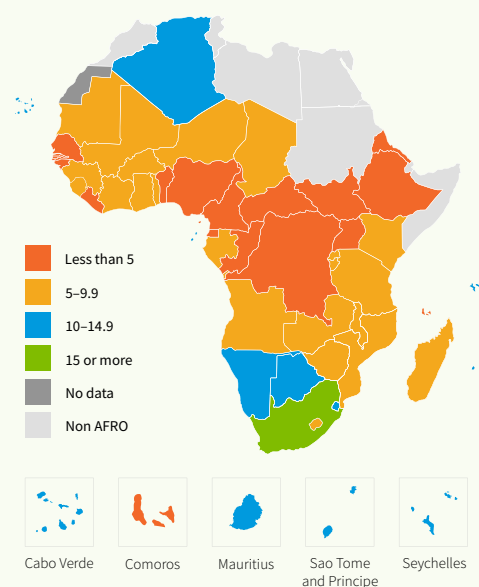 Less than 5
5–9.9
10–14.9
15 or more
No data
Non AFRO
Cabo Verde
Comoros
Mauritius
Sao Tome
and Principe
Seychelles